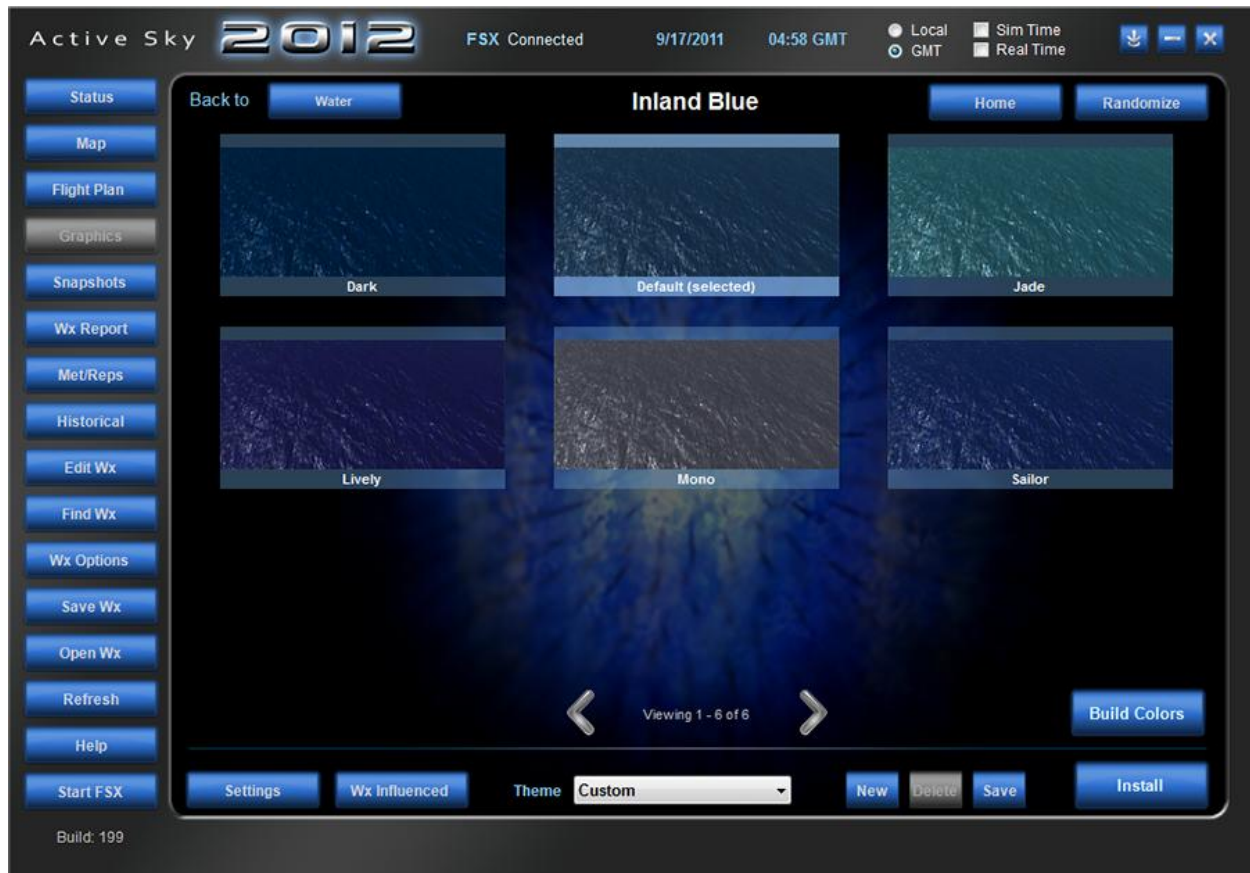 Active Sky 2012 FSX Connected 9/17/2011 04:58 GMT Local Sim Time
GMT Real Time
Status
Map
Flight Plan
Graphics
Snapshots
Wx Report
Met/Reps
Historical
Edit Wx
Find Wx
Wx Options
Save Wx
Open Wx
Refresh
Help
Start FSX
Build: 199
Back to Water Inland Blue Home Randomize
Dark Default (selected) Jade
Lively Mono Sailor
Viewing 1 - 6 of 6
Build Colors
Settings Wx Influenced Theme Custom New Delete Save Install